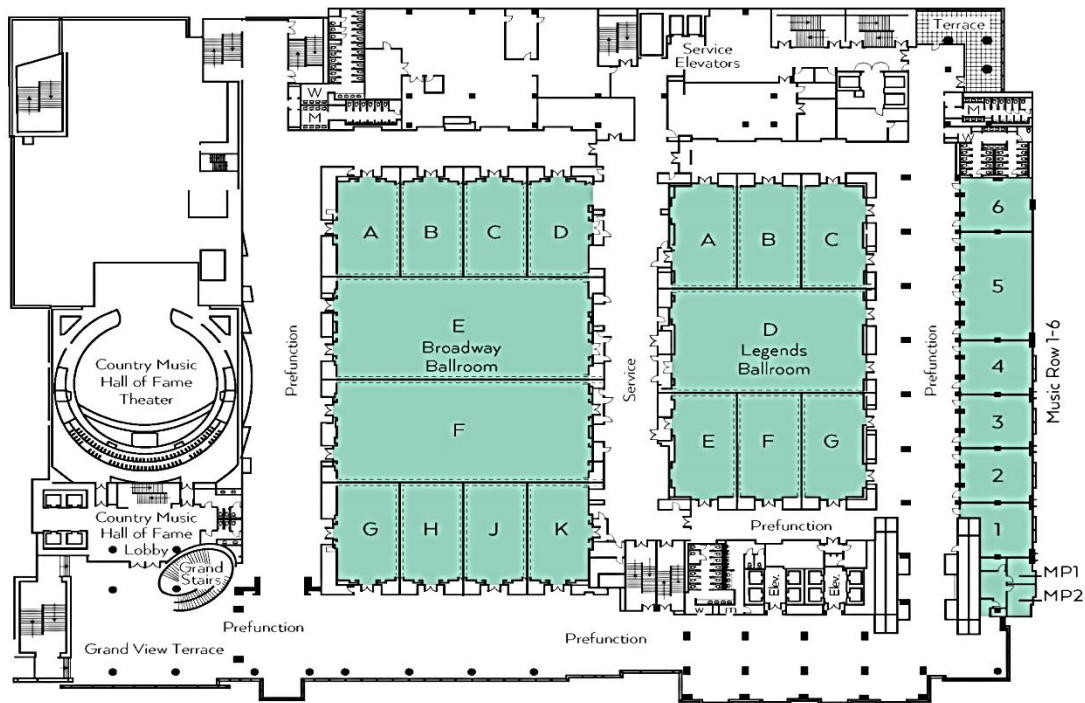 Terrace
Service
Elevators
W
M
M
W
A
B
C
D
A
B
C
6
Prefunction
E
Broadway
Ballroom
Service
D
Legends
Ballroom
Prefunction
5
Music Row 1-6
Country Music
Hall of Fame
Theater
4
F
E
F
G
3
2
Country Music
Hall of Fame
Lobby
G
H
J
K
Prefunction
1
Grand
Stairs
Elev.
Elev.
MP1
MP2
W
m
Prefunction
Prefunction
Grand View Terrace